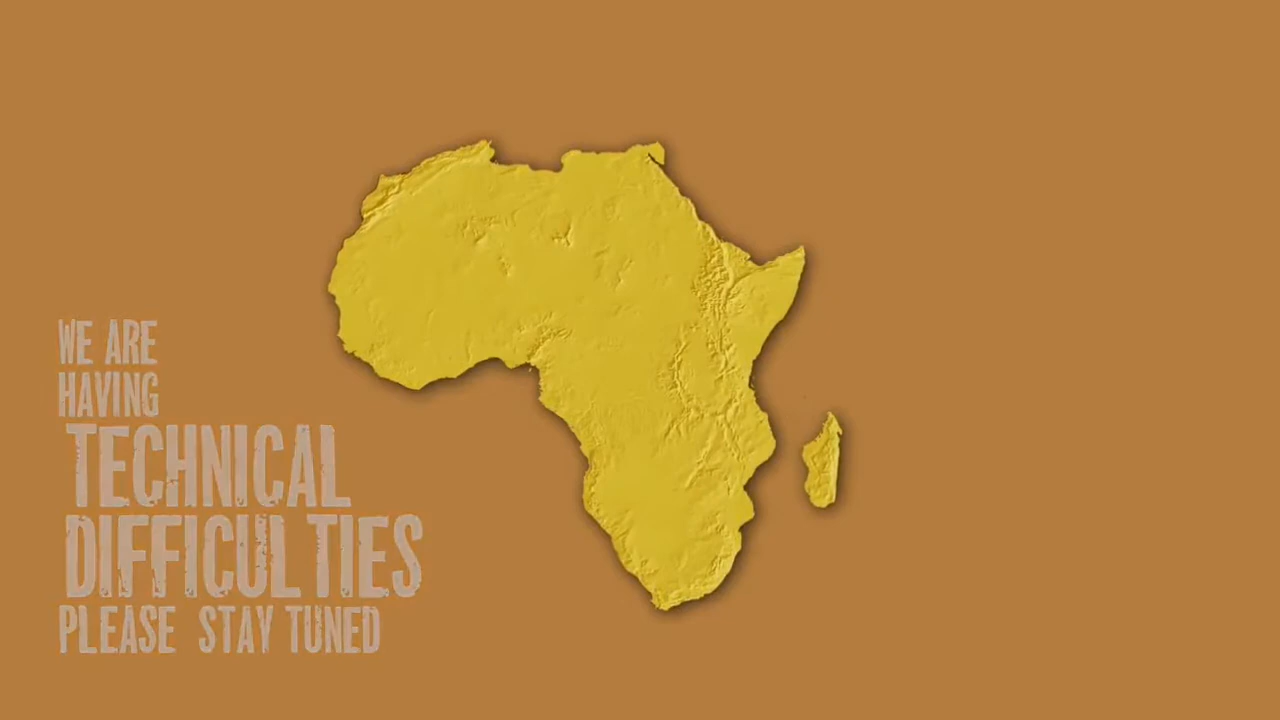 WE ARE
HAVING
TECHNICAL
DIFFICULTIES
PLEASE STAY TUNED